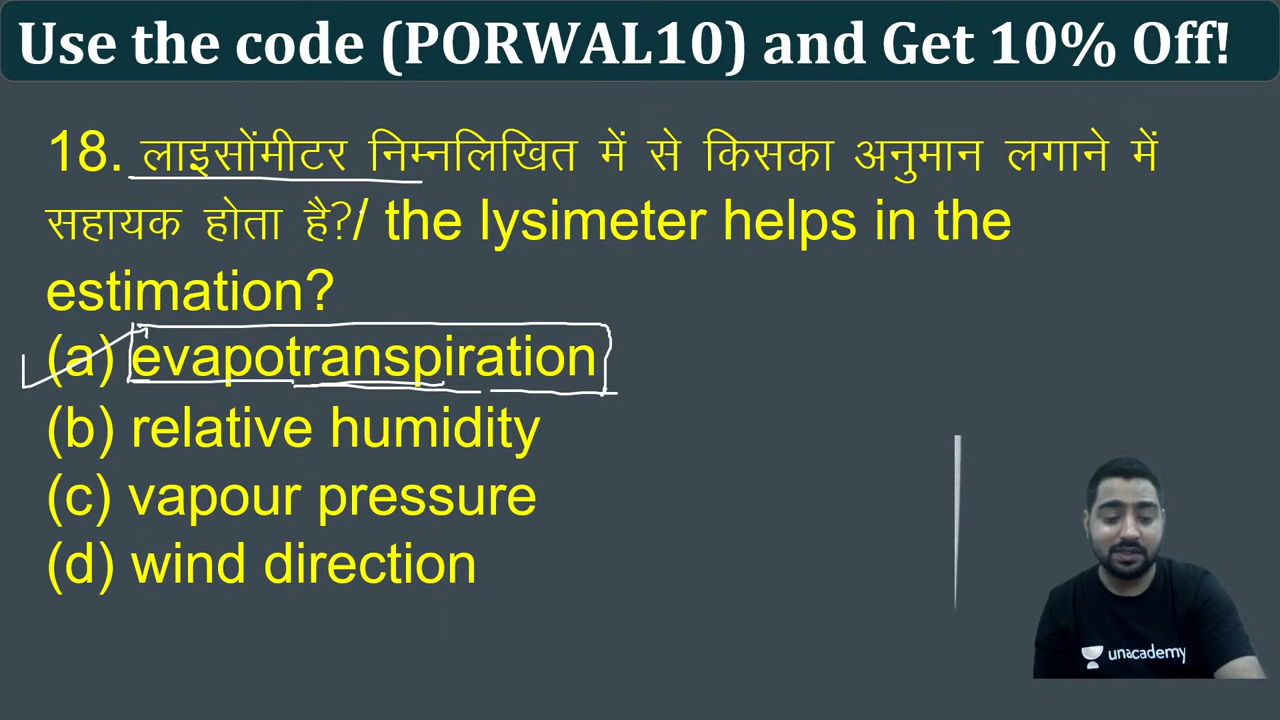 Use the code (PORWAL10) and Get 10% Off!
18. लाइसोंमीटर निम्नलिखित में से किसका अनुमान लगाने में
सहायक होता है?/ the lysimeter helps in the
estimation?
(a) evapotranspiration
(b) relative humidity
(c) vapour pressure
(d) wind direction
unacademy